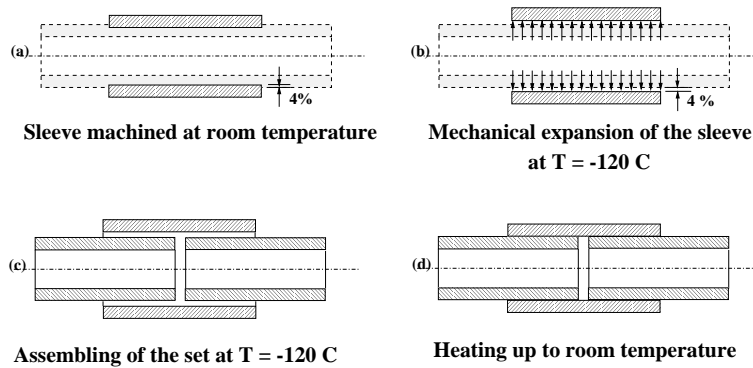 (a)
4%
Sleeve machined at room temperature
(b)
4 %
Mechanical expansion of the sleeve
at T = -120 C
(c)
Assembling of the set at T = -120 C
(d)
Heating up to room temperature